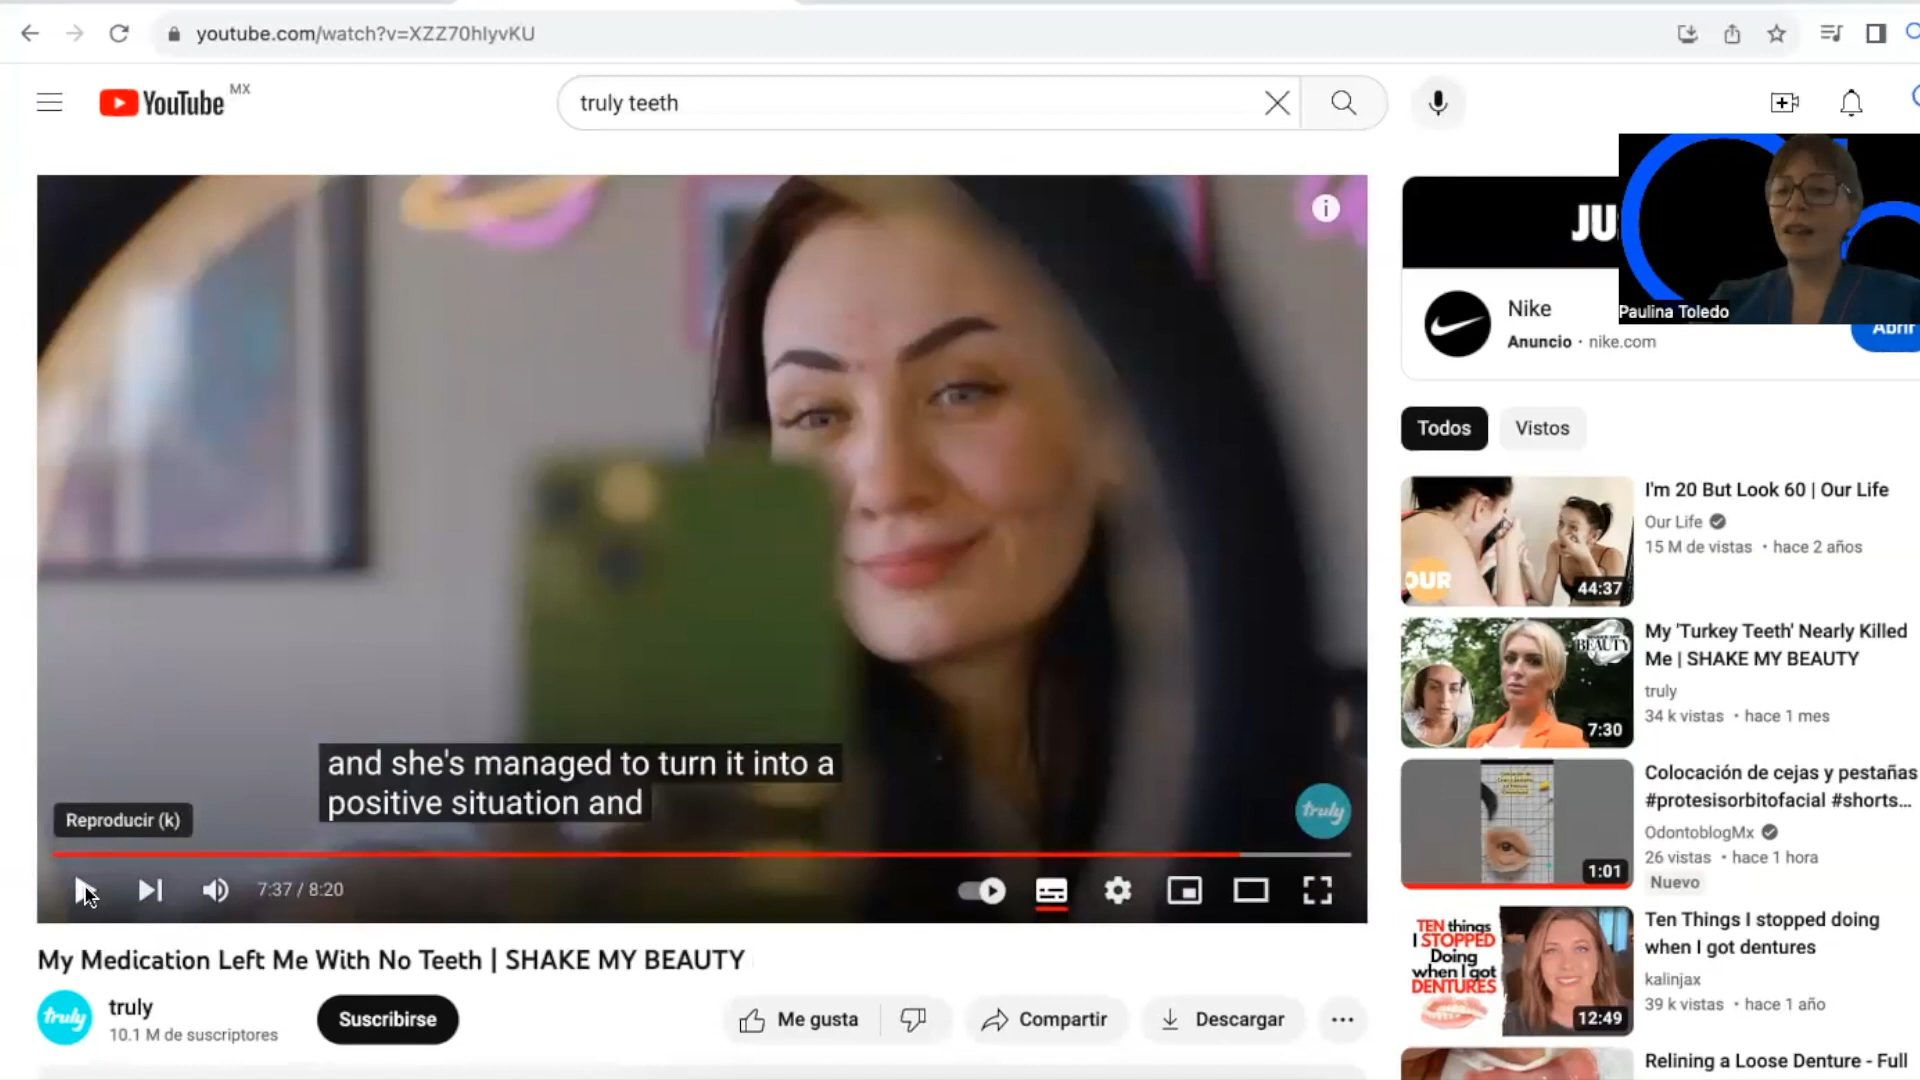 youtube.com/watch?v=XZZ70hIyvKU
YouTube MX
truly teeth
JU
Nike
Anuncio · nike.com
Abrir
Paulina Toledo
and she's managed to turn it into a
positive situation and
truly
Reproducir (k)
7:37 / 8:20
My Medication Left Me With No Teeth | SHAKE MY BEAUTY
truly
truly
10.1 M de suscriptores
Suscribirse
Me gusta
Compartir
Descargar
Todos
Vistos
OUR
44:37
I'm 20 But Look 60 | Our Life
Our Life
15 M de vistas · hace 2 años
BEAUTY
7:30
My 'Turkey Teeth' Nearly Killed
Me | SHAKE MY BEAUTY
truly
34 k vistas · hace 1 mes
1:01
Colocación de cejas y pestañas
#protesisorbitofacial #shorts...
OdontoblogMx
26 vistas · hace 1 hora
Nuevo
TEN things
I STOPPED
Doing
when I got
DENTURES
12:49
Ten Things I stopped doing
when I got dentures
kalinjax
39 k vistas · hace 1 año
Relining a Loose Denture - Full